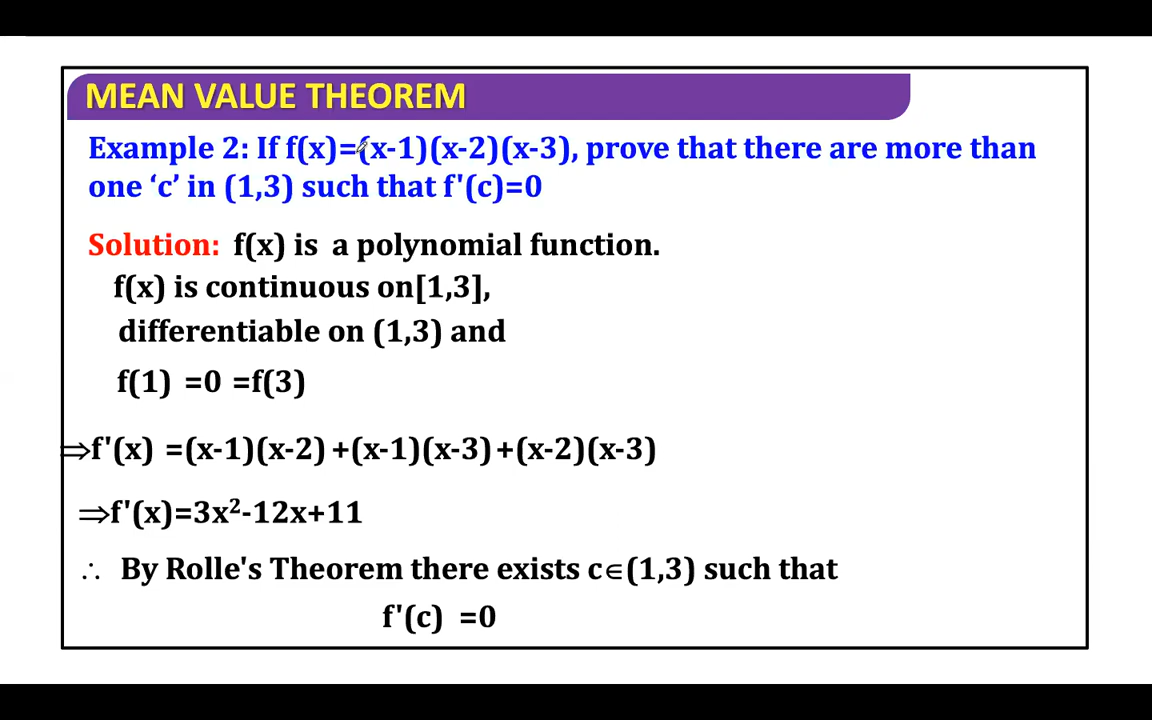 MEAN VALUE THEOREM
Example 2: If f(x)=(x-1)(x-2)(x-3), prove that there are more than
one ‘c’ in (1,3) such that f'(c)=0
Solution: f(x) is a polynomial function.
f(x) is continuous on[1,3],
differentiable on (1,3) and
f(1) =0 =f(3)
⇒f'(x) =(x-1)(x-2) +(x-1)(x-3)+(x-2)(x-3)
⇒f'(x)=3x²-12x+11
∴ By Rolle's Theorem there exists c∈(1,3) such that
f'(c) =0